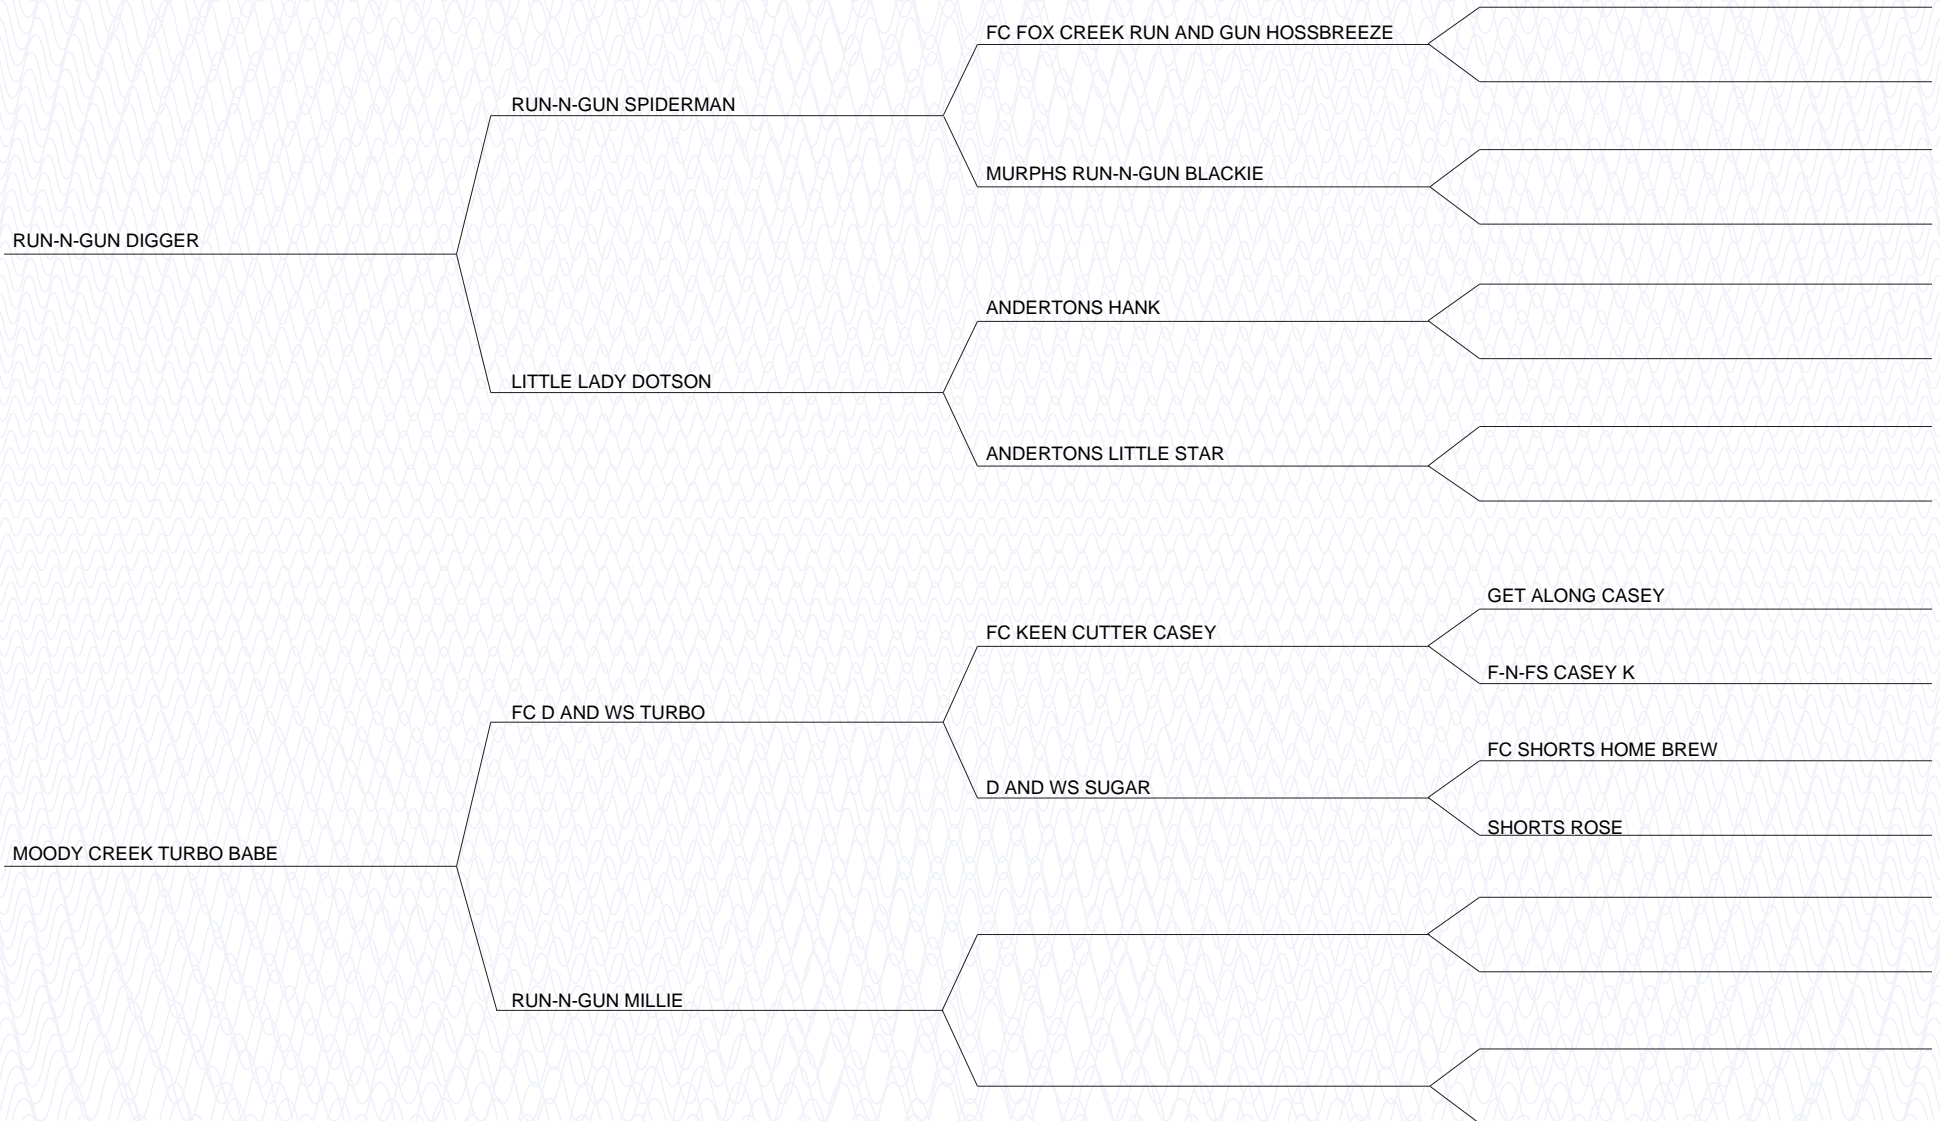 FC FOX CREEK RUN AND GUN HOSSBREEZE
RUN-N-GUN SPIDERMAN
MURPHS RUN-N-GUN BLACKIE
RUN-N-GUN DIGGER
ANDERTONS HANK
LITTLE LADY DOTSON
ANDERTONS LITTLE STAR
GET ALONG CASEY
FC KEEN CUTTER CASEY
F-N-FS CASEY K
FC D AND WS TURBO
FC SHORTS HOME BREW
D AND WS SUGAR
SHORTS ROSE
MOODY CREEK TURBO BABE
RUN-N-GUN MILLIE